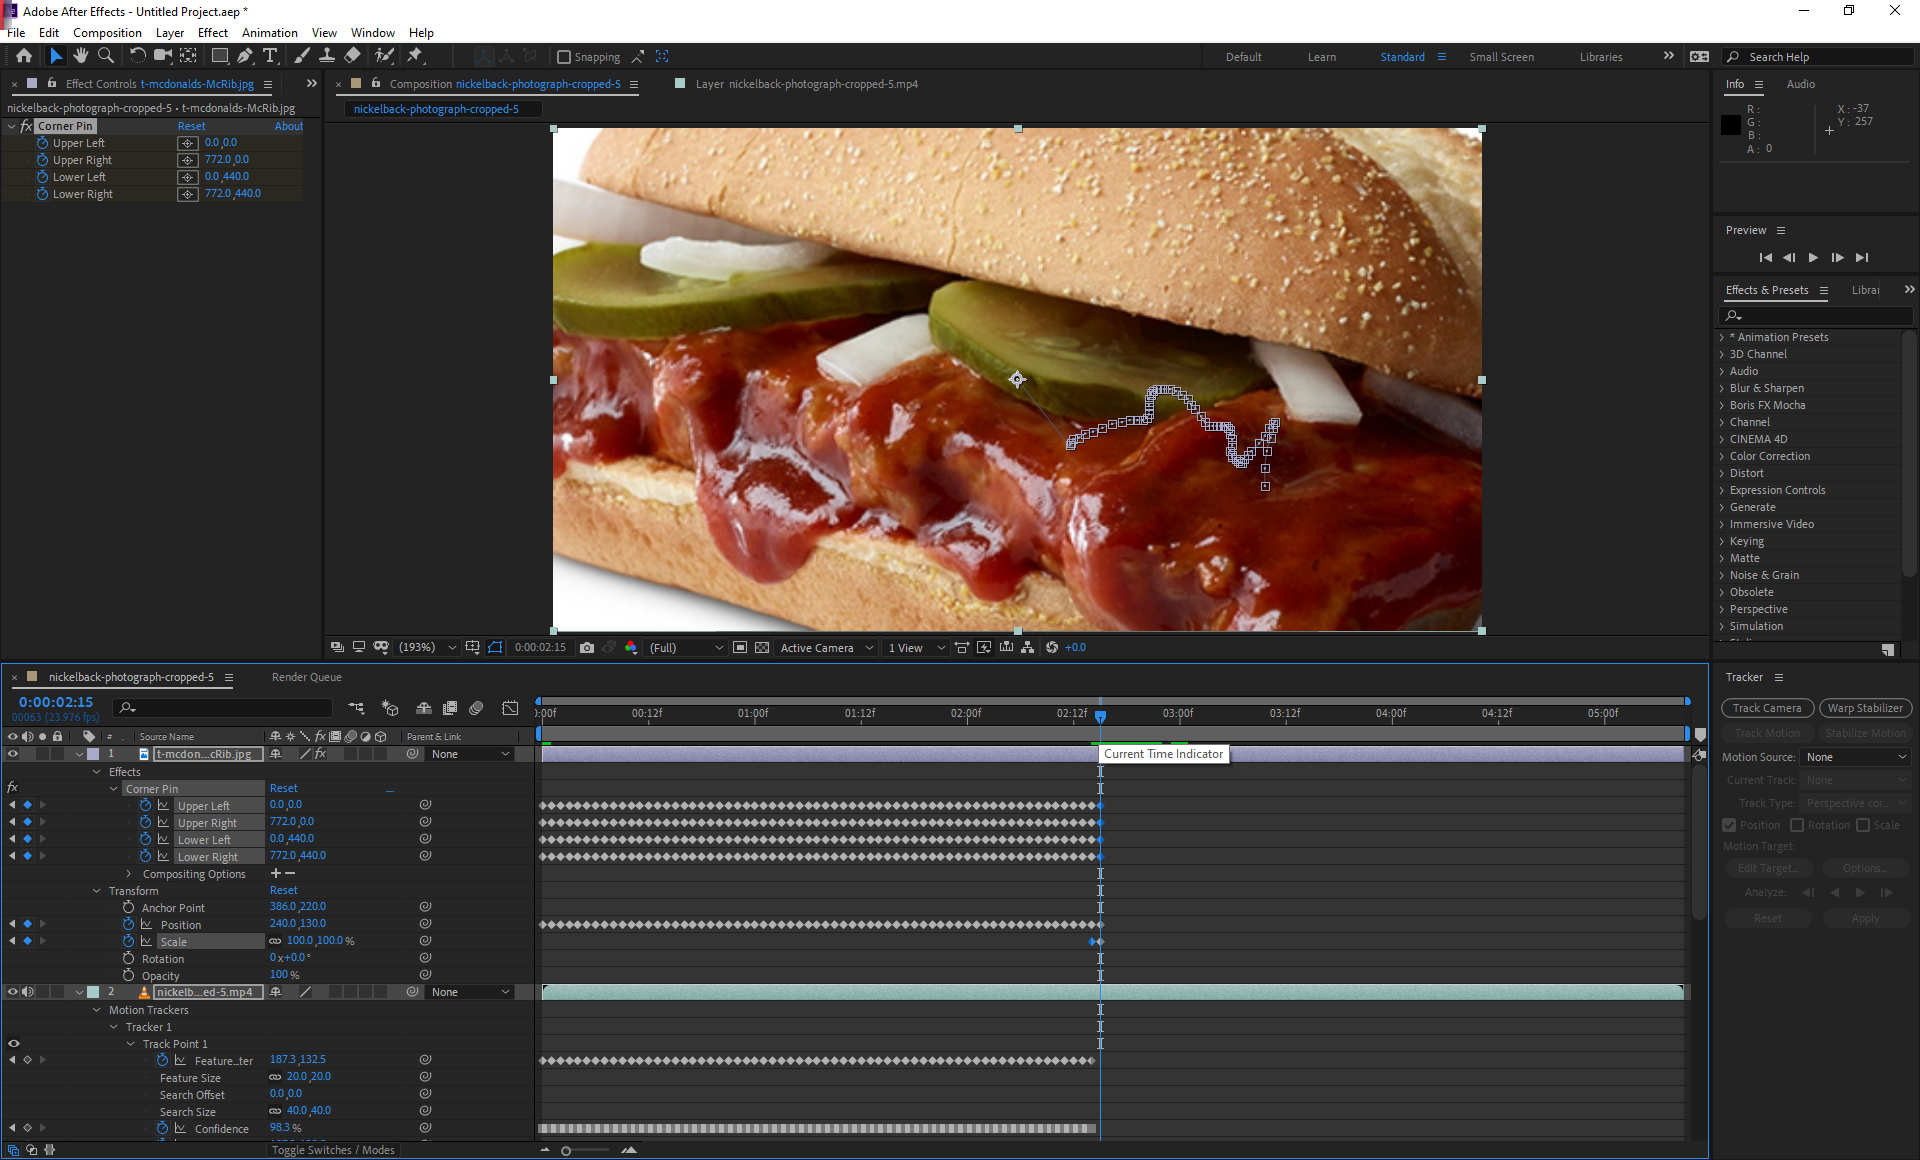 Adobe After Effects - Untitled Project.aep *
File Edit Composition Layer Effect Animation View Window Help
Snapping
Default Learn Standard Small Screen Libraries
Search Help
Effect Controls t-mcdonalds-McRib.jpg
nickelback-photograph-cropped-5 • t-mcdonalds-McRib.jpg
fx Corner Pin Reset About
Upper Left 0.0,0.0
Upper Right 772.0,0.0
Lower Left 0.0,440.0
Lower Right 772.0,440.0
Composition nickelback-photograph-cropped-5
Layer nickelback-photograph-cropped-5.mp4
nickelback-photograph-cropped-5
(193%) 0:00:02:15 (Full) Active Camera 1 View +0.0
Info Audio
R :
G :
B :
A : 0
X : -37
Y : 257
Preview
Effects & Presets Librar
* Animation Presets
3D Channel
Audio
Blur & Sharpen
Boris FX Mocha
Channel
CINEMA 4D
Color Correction
Distort
Expression Controls
Generate
Immersive Video
Keying
Matte
Noise & Grain
Obsolete
Perspective
Simulation
nickelback-photograph-cropped-5 Render Queue
0:00:02:15
00063 (23.976 fps)
# Source Name fx Parent & Link
:00f 00:12f 01:00f 01:12f 02:00f 02:12f 03:00f 03:12f 04:00f 04:12f 05:00f
1 t-mcdon...cRib.jpg fx None
Current Time Indicator
Effects
fx Corner Pin Reset
Upper Left 0.0,0.0
Upper Right 772.0,0.0
Lower Left 0.0,440.0
Lower Right 772.0,440.0
Compositing Options + −
Transform Reset
Anchor Point 386.0,220.0
Position 240.0,130.0
Scale 100.0,100.0 %
Rotation 0x+0.0°
Opacity 100 %
2 nickelb...ed-5.mp4 None
Motion Trackers
Tracker 1
Track Point 1
Feature...ter 187.3,132.5
Feature Size 20.0,20.0
Search Offset 0.0,0.0
Search Size 40.0,40.0
Confidence 98.3 %
Toggle Switches / Modes
Tracker
Track Camera Warp Stabilizer
Track Motion Stabilize Motion
Motion Source: None
Current Track: None
Track Type: Perspective cor...
Position Rotation Scale
Motion Target:
Edit Target... Options...
Analyze:
Reset Apply